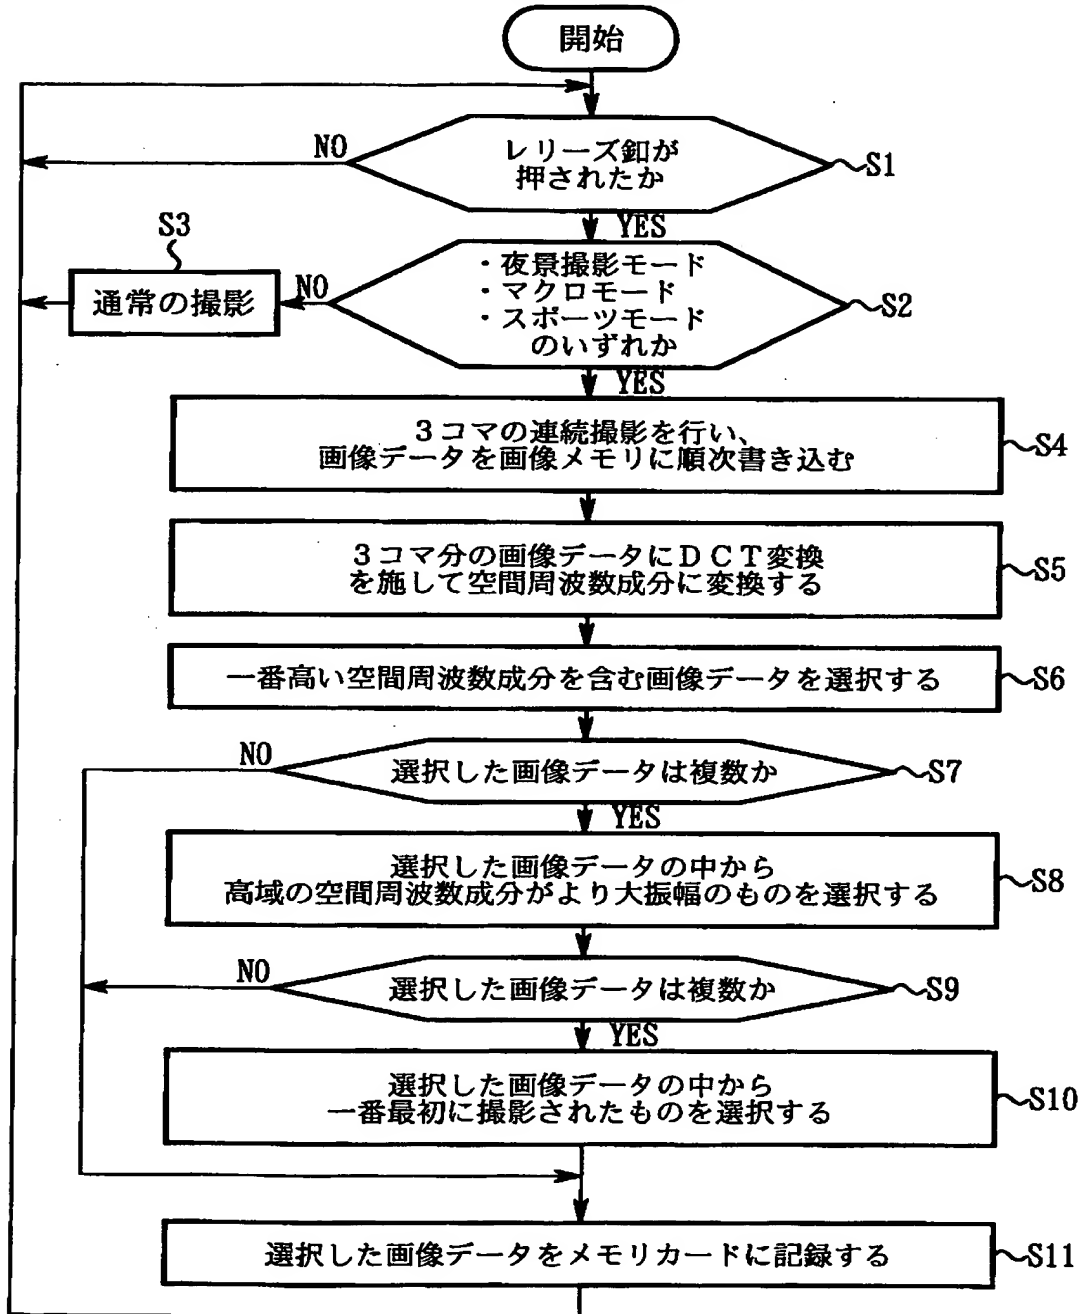 開始
NO
レリーズ釦が
押されたか
S1
YES
S3
通常の撮影
NO
・夜景撮影モード
・マクロモード
・スポーツモード
のいずれか
S2
YES
3コマの連続撮影を行い、
画像データを画像メモリに順次書き込む
S4
3コマ分の画像データにDCT変換
を施して空間周波数成分に変換する
S5
一番高い空間周波数成分を含む画像データを選択する
S6
NO
選択した画像データは複数か
S7
YES
選択した画像データの中から
高域の空間周波数成分がより大振幅のものを選択する
S8
NO
選択した画像データは複数か
S9
YES
選択した画像データの中から
一番最初に撮影されたものを選択する
S10
選択した画像データをメモリカードに記録する
S11